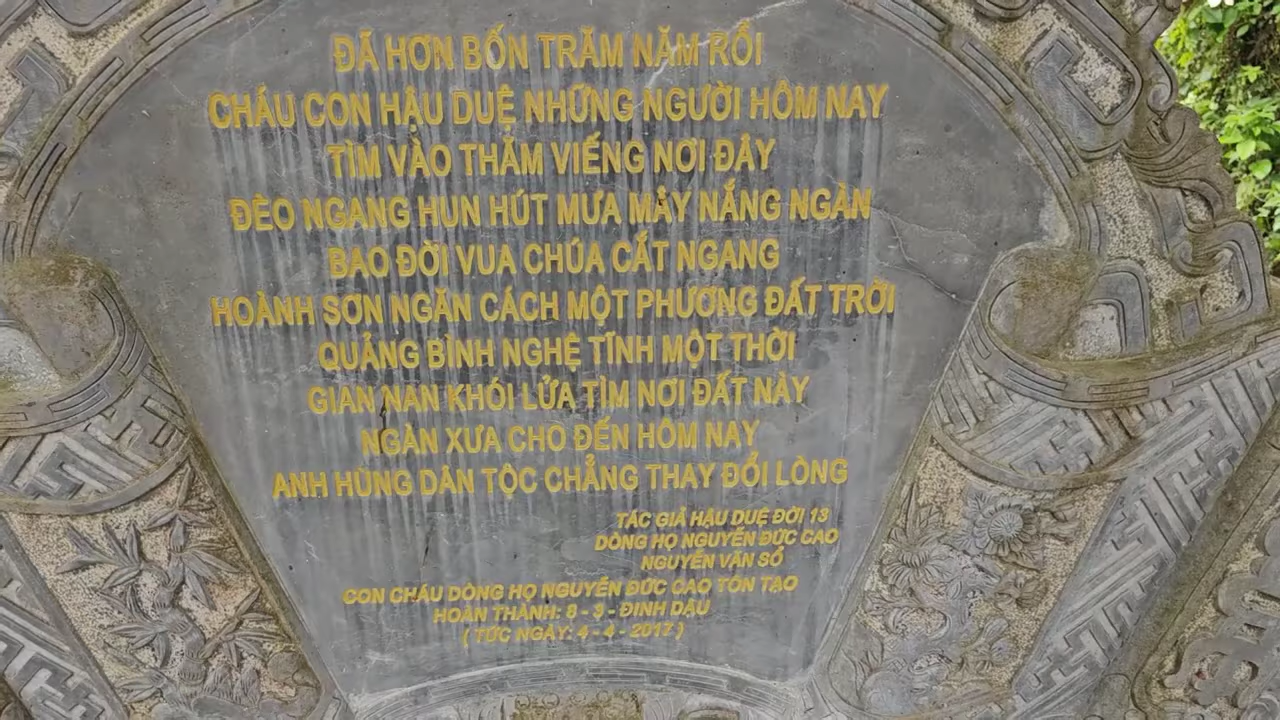 ĐÃ HƠN BỐN TRĂM NĂM RỒI
CHÁU CON HẬU DUỆ NHỮNG NGƯỜI HÔM NAY
TÌM VÀO THĂM VIẾNG NƠI ĐÂY
ĐÈO NGANG HUN HÚT MƯA MÂY NẮNG NGÀN
BAO ĐỜI VUA CHÚA CẮT NGANG
HOÀNH SƠN NGĂN CÁCH MỘT PHƯƠNG ĐẤT TRỜI
QUẢNG BÌNH NGHỆ TĨNH MỘT THỜI
GIAN NAN KHÓI LỬA TÌM NƠI ĐẤT NÀY
NGÀN XƯA CHO ĐẾN HÔM NAY
ANH HÙNG DÂN TỘC CHẲNG THAY ĐỔI LÒNG
TÁC GIẢ HẬU DUỆ ĐỜI 13
DÒNG HỌ NGUYỄN ĐỨC CAO
NGUYỄN VĂN SỔ
CON CHÁU DÒNG HỌ NGUYỄN ĐỨC CAO TÔN TẠO
HOÀN THÀNH: 8 - 3 - ĐINH DẬU
( TỨC NGÀY: 4 - 4 - 2017 )